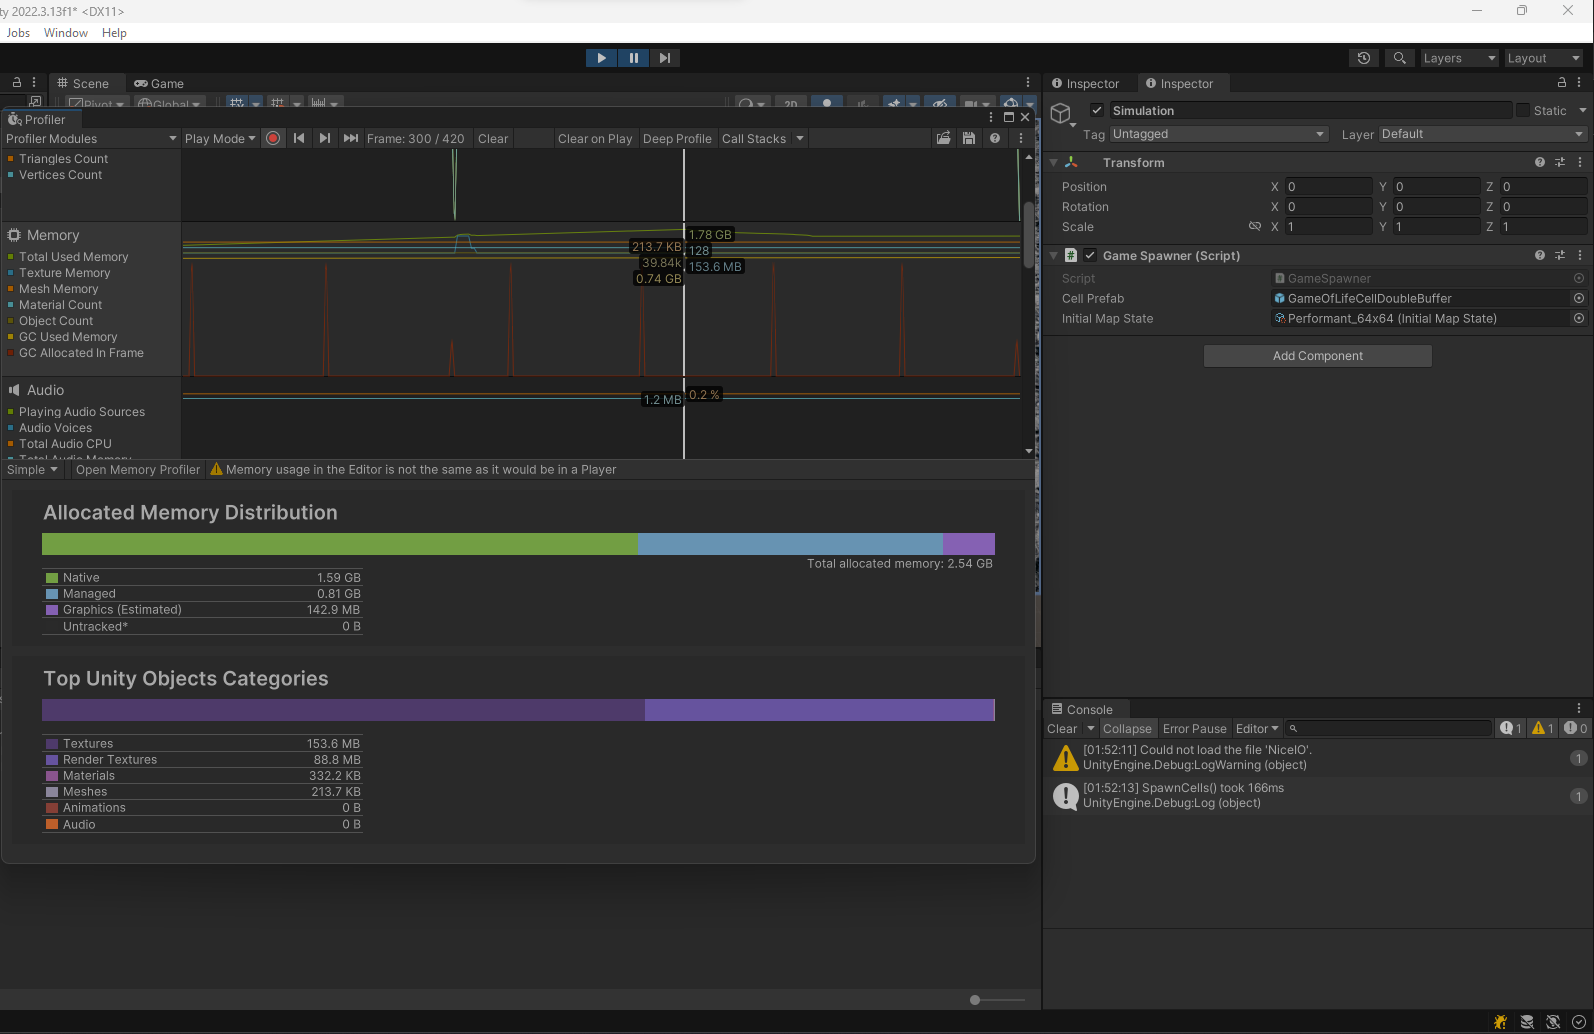 ty 2022.3.13f1* <DX11>
Jobs Window Help
Layers Layout
Scene Game
Pivot Global 2D
Profiler
Profiler Modules Play Mode Frame: 300 / 420 Clear Clear on Play Deep Profile Call Stacks
Triangles Count
Vertices Count
Memory
Total Used Memory
Texture Memory
Mesh Memory
Material Count
Object Count
GC Used Memory
GC Allocated In Frame
1.78 GB
213.7 KB 128
39.84k 153.6 MB
0.74 GB
Audio
Playing Audio Sources
Audio Voices
Total Audio CPU
Total Audio Memory
0.2 %
1.2 MB
Simple Open Memory Profiler Memory usage in the Editor is not the same as it would be in a Player
Allocated Memory Distribution
Total allocated memory: 2.54 GB
Native 1.59 GB
Managed 0.81 GB
Graphics (Estimated) 142.9 MB
Untracked* 0 B
Top Unity Objects Categories
Textures 153.6 MB
Render Textures 88.8 MB
Materials 332.2 KB
Meshes 213.7 KB
Animations 0 B
Audio 0 B
Inspector Inspector
Simulation Static
Tag Untagged Layer Default
Transform
Position X 0 Y 0 Z 0
Rotation X 0 Y 0 Z 0
Scale X 1 Y 1 Z 1
# Game Spawner (Script)
Script GameSpawner
Cell Prefab GameOfLifeCellDoubleBuffer
Initial Map State Performant_64x64 (Initial Map State)
Add Component
Console
Clear Collapse Error Pause Editor 1 1 0
[01:52:11] Could not load the file 'NiceIO'.
UnityEngine.Debug:LogWarning (object) 1
[01:52:13] SpawnCells() took 166ms
UnityEngine.Debug:Log (object) 1